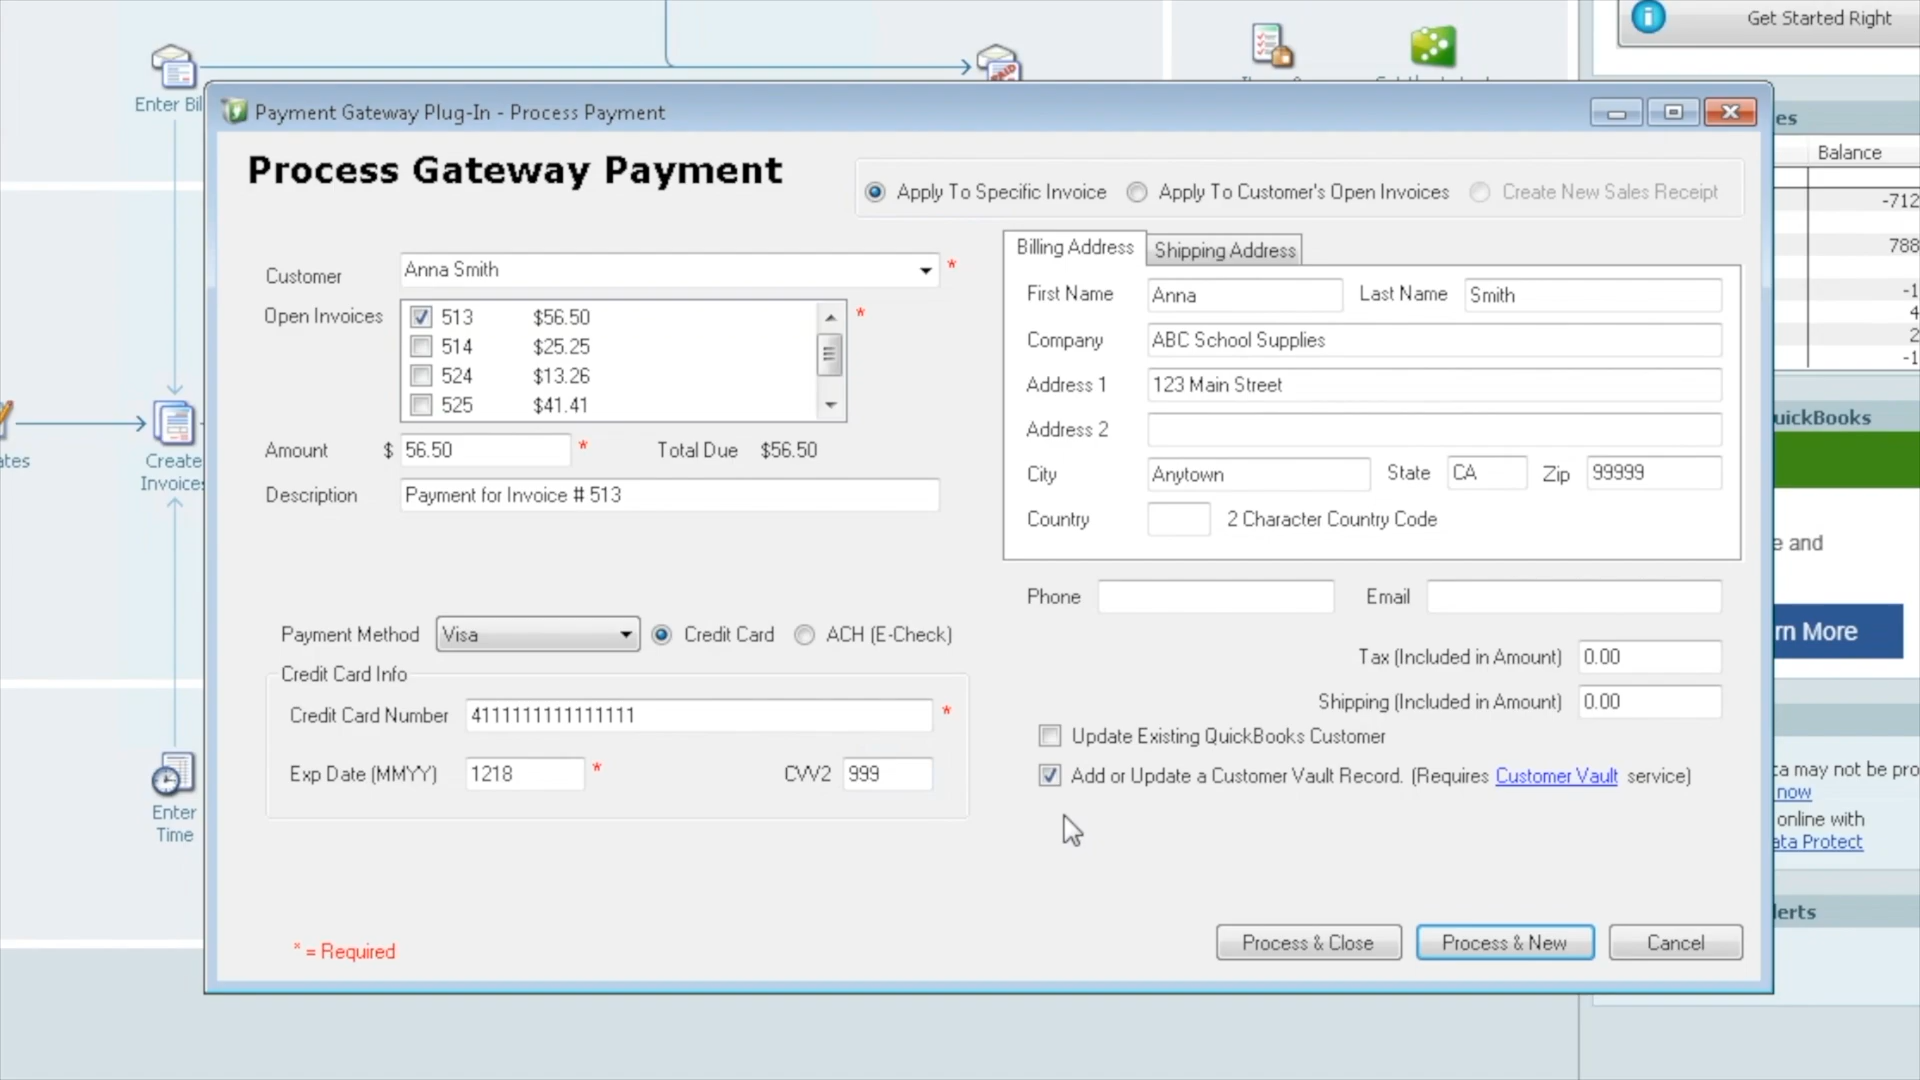 Get Started Right
Enter Bil
Payment Gateway Plug-In - Process Payment
es
Process Gateway Payment
Balance
Apply To Specific Invoice Apply To Customer's Open Invoices Create New Sales Receipt
-712
Billing Address Shipping Address
788
Customer Anna Smith *
First Name Anna Last Name Smith
-1
Open Invoices 513 $56.50 *
4
514 $25.25
Company ABC School Supplies
2
-1
524 $13.26
Address 1 123 Main Street
525 $41.41
Address 2
uickBooks
Amount $ 56.50 * Total Due $56.50
ates
Create
Invoices
City Anytown State CA Zip 99999
Description Payment for Invoice # 513
Country 2 Character Country Code
e and
Phone Email
Payment Method Visa Credit Card ACH (E-Check)
rn More
Tax (Included in Amount) 0.00
Credit Card Info
Shipping (Included in Amount) 0.00
Credit Card Number 4111111111111111 *
Update Existing QuickBooks Customer
Exp Date (MMYY) 1218 * CVV2 999
Add or Update a Customer Vault Record. (Requires Customer Vault service)
ta may not be pro
now
Enter
Time
online with
ata Protect
lerts
* = Required
Process & Close Process & New Cancel